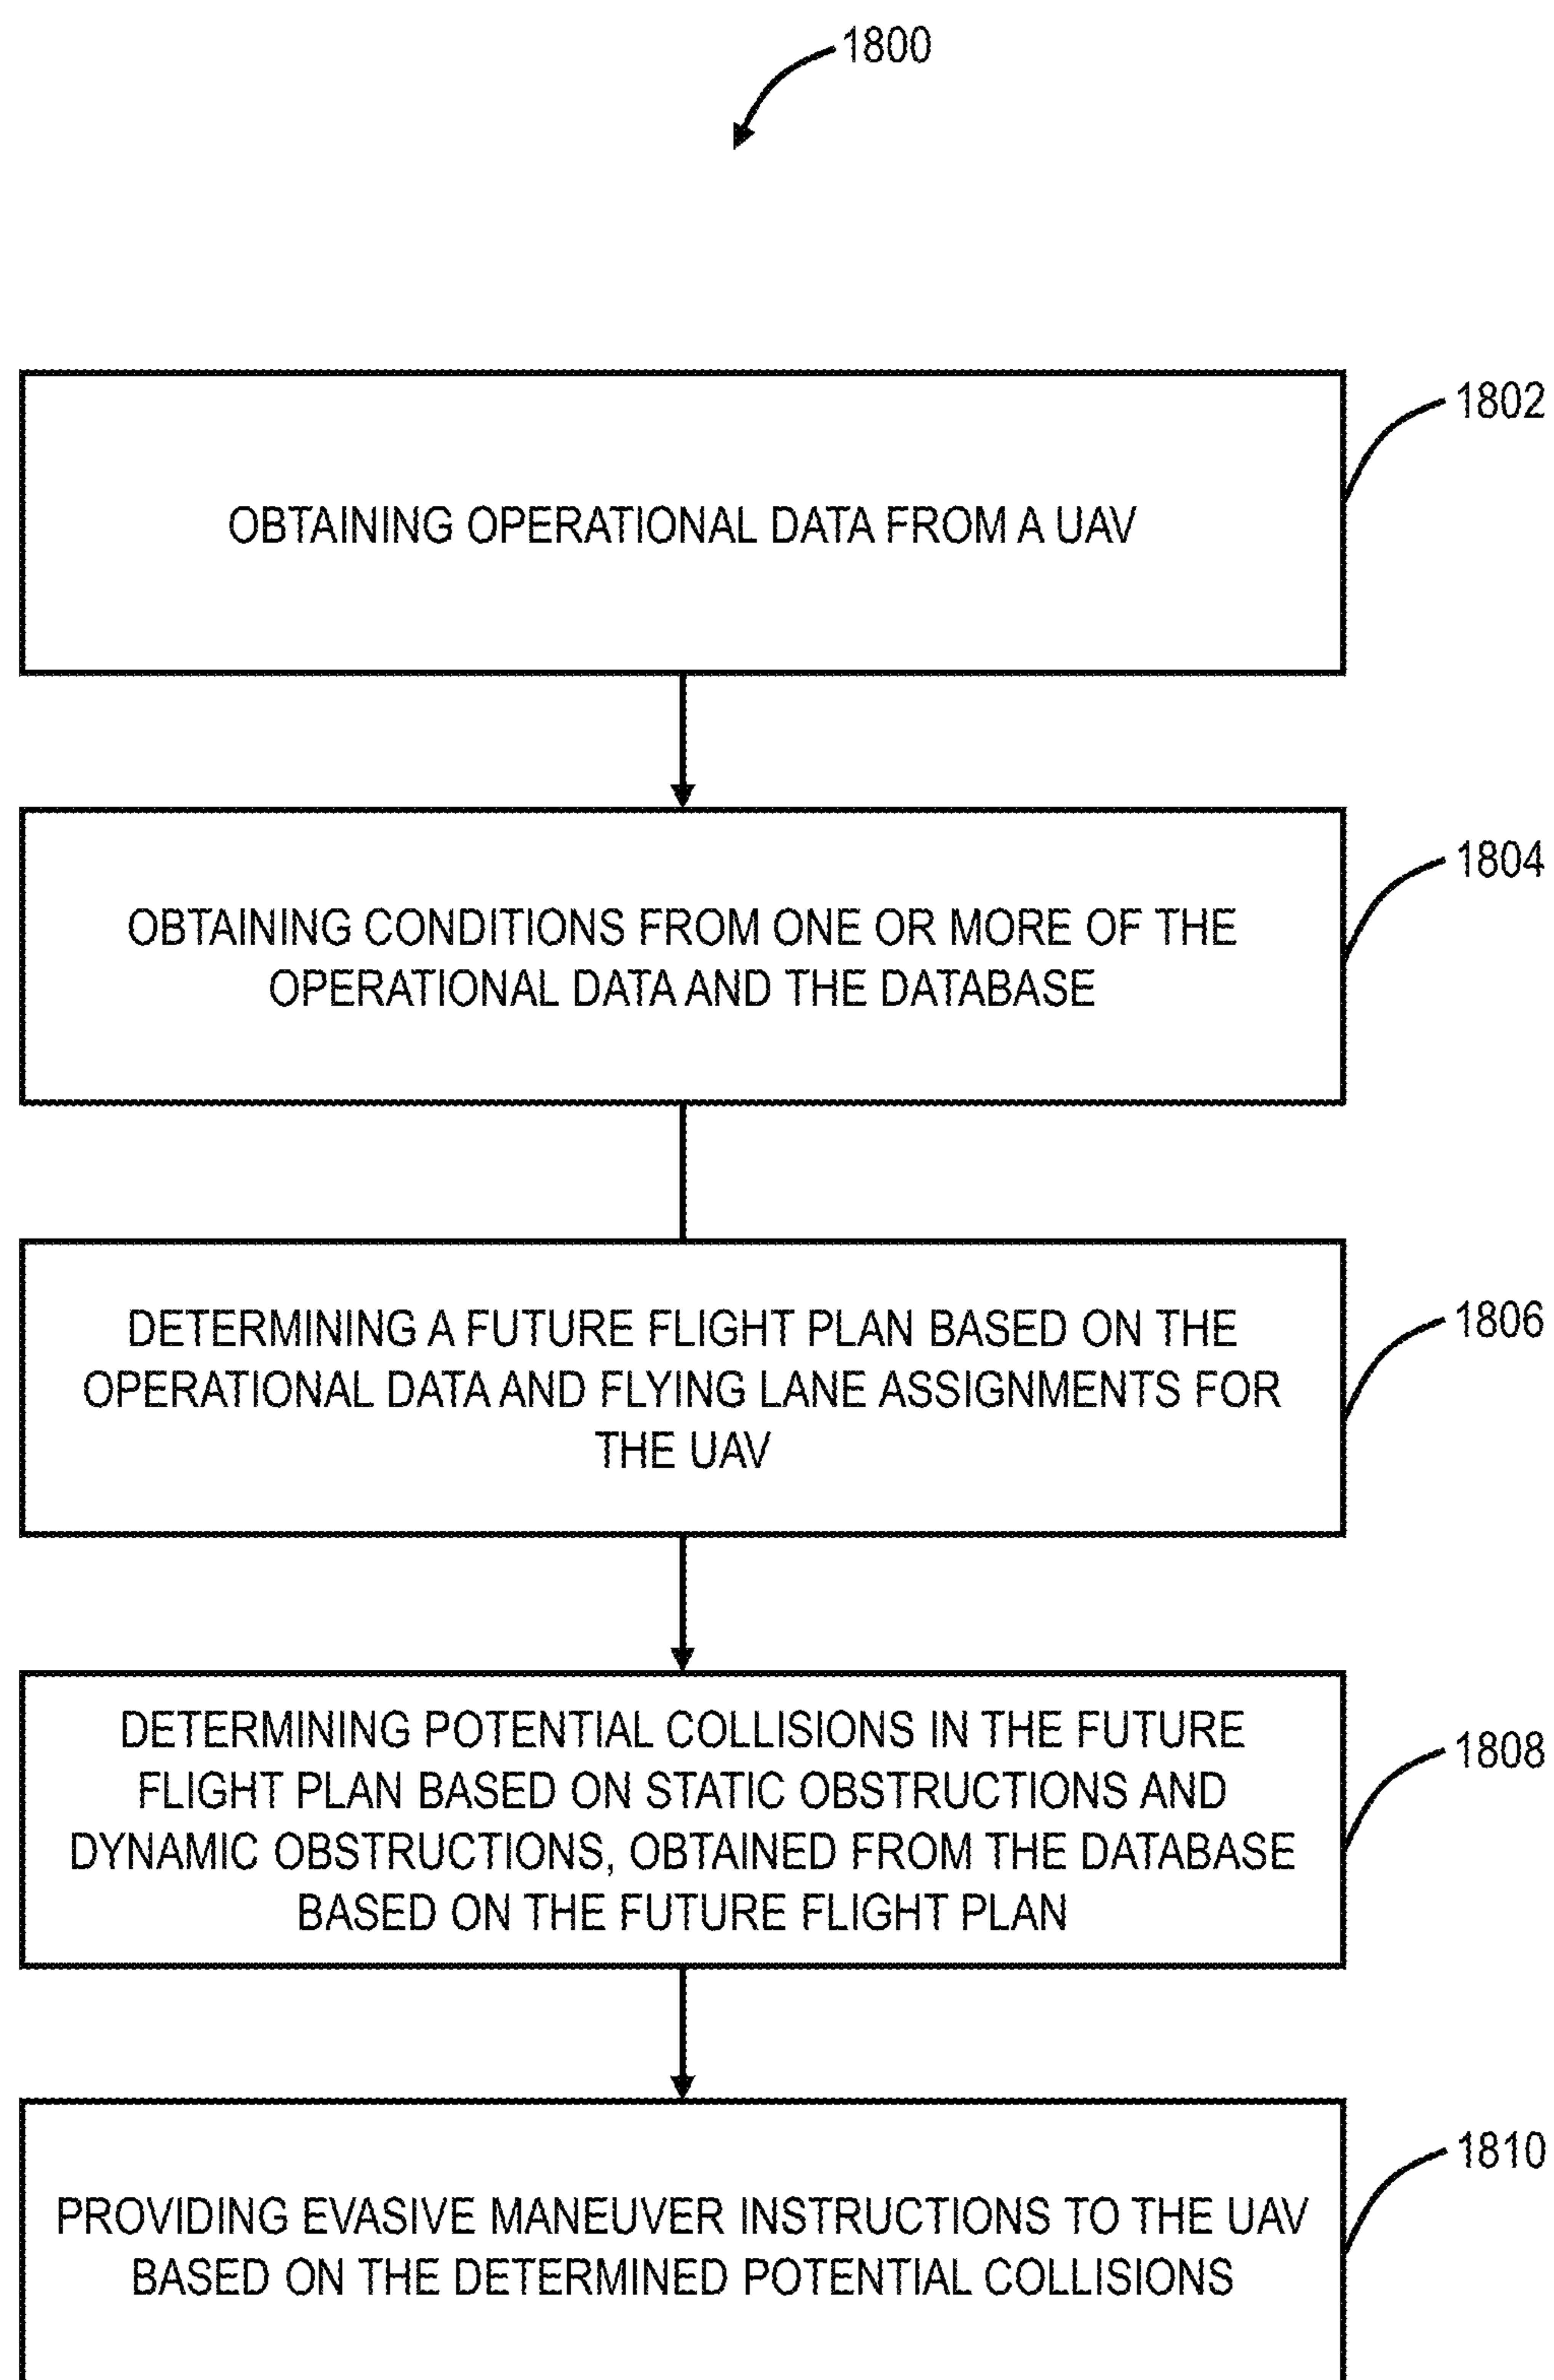 1800
1802
OBTAINING OPERATIONAL DATA FROM A UAV
1804
OBTAINING CONDITIONS FROM ONE OR MORE OF THE
OPERATIONAL DATA AND THE DATABASE
1806
DETERMINING A FUTURE FLIGHT PLAN BASED ON THE
OPERATIONAL DATA AND FLYING LANE ASSIGNMENTS FOR
THE UAV
1808
DETERMINING POTENTIAL COLLISIONS IN THE FUTURE
FLIGHT PLAN BASED ON STATIC OBSTRUCTIONS AND
DYNAMIC OBSTRUCTIONS, OBTAINED FROM THE DATABASE
BASED ON THE FUTURE FLIGHT PLAN
1810
PROVIDING EVASIVE MANEUVER INSTRUCTIONS TO THE UAV
BASED ON THE DETERMINED POTENTIAL COLLISIONS